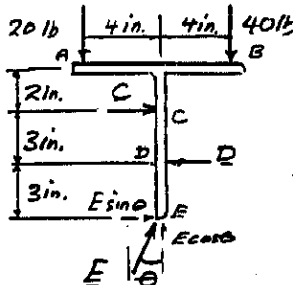 20 lb 4 in. 4 in. 40 lb
A B
2 in. C C
3 in. D D
3 in. E sin θ E
E cos θ
E θ